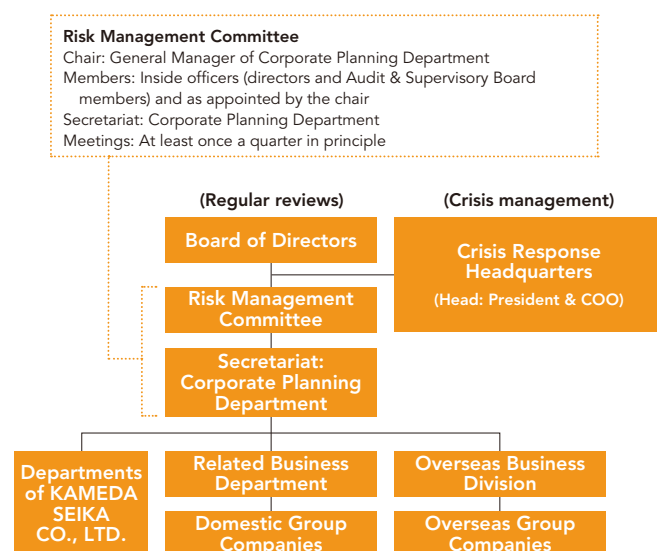 Risk Management Committee
Chair: General Manager of Corporate Planning Department
Members: Inside officers (directors and Audit & Supervisory Board
members) and as appointed by the chair
Secretariat: Corporate Planning Department
Meetings: At least once a quarter in principle
(Regular reviews)
(Crisis management)
Board of Directors
Crisis Response
Headquarters
(Head: President & COO)
Risk Management
Committee
Secretariat:
Corporate Planning
Department
Departments
of KAMEDA
SEIKA
CO., LTD.
Related Business
Department
Overseas Business
Division
Domestic Group
Companies
Overseas Group
Companies